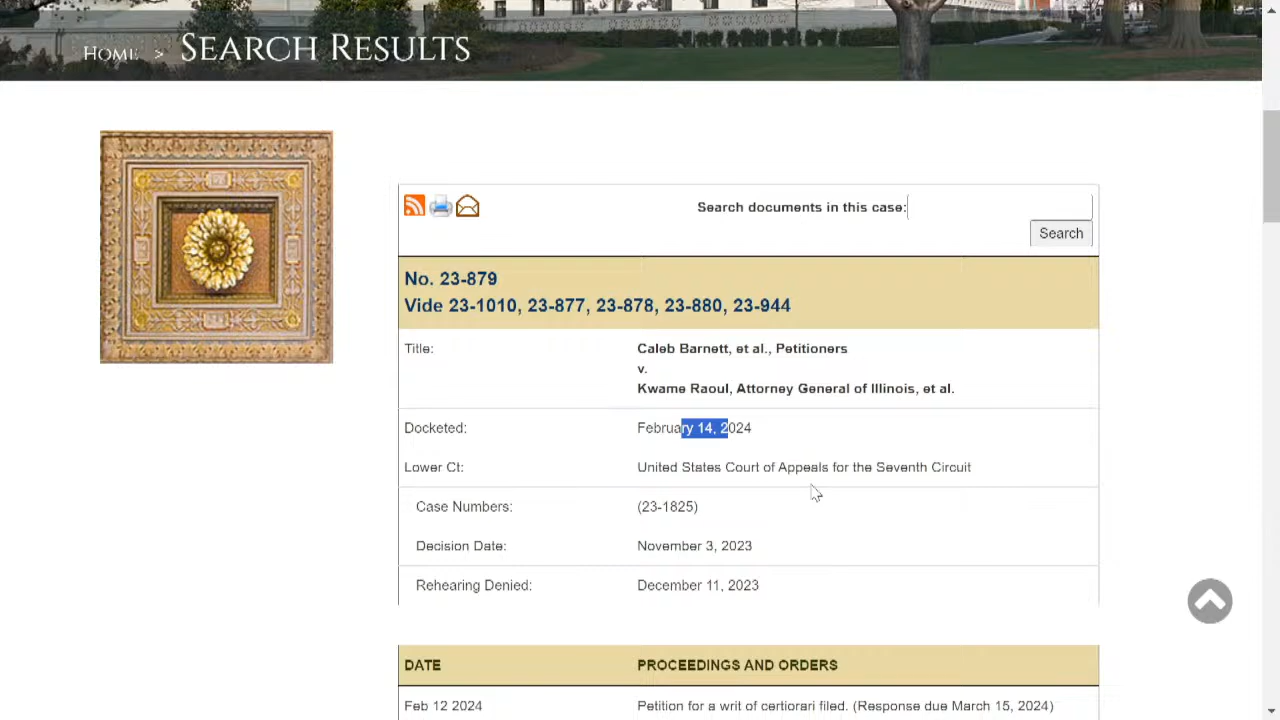 HOME > SEARCH RESULTS
Search documents in this case:
Search
No. 23-879
Vide 23-1010, 23-877, 23-878, 23-880, 23-944
Title: Caleb Barnett, et al., Petitioners
v.
Kwame Raoul, Attorney General of Illinois, et al.
Docketed: February 14, 2024
Lower Ct: United States Court of Appeals for the Seventh Circuit
Case Numbers: (23-1825)
Decision Date: November 3, 2023
Rehearing Denied: December 11, 2023
DATE PROCEEDINGS AND ORDERS
Feb 12 2024 Petition for a writ of certiorari filed. (Response due March 15, 2024)